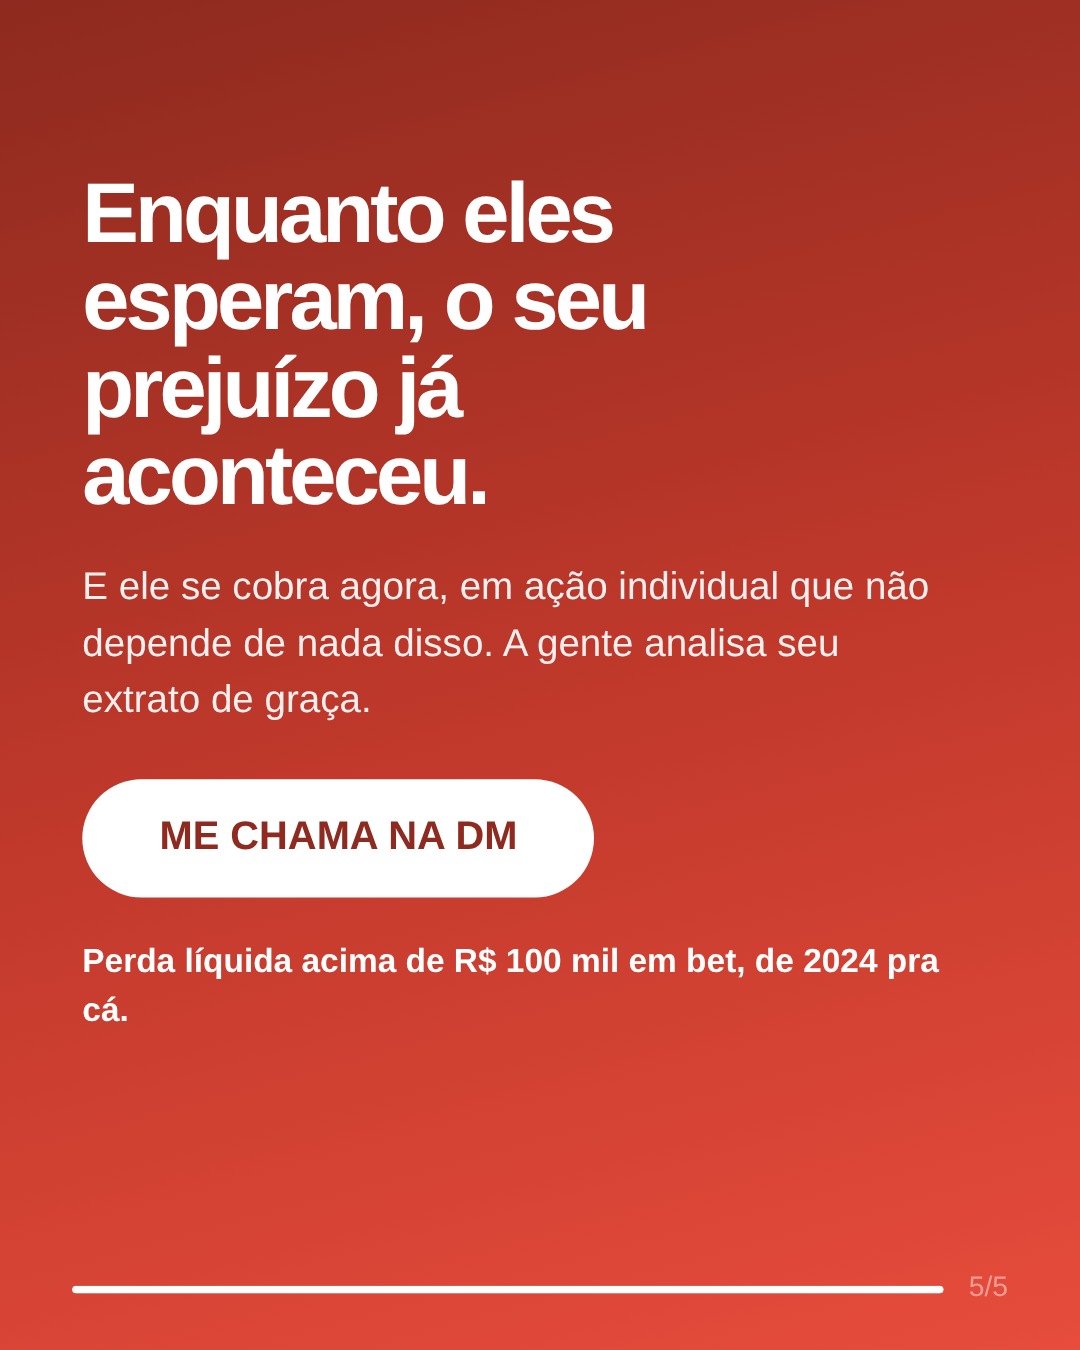 Enquanto eles
esperam, o seu
prejuízo já
aconteceu.
E ele se cobra agora, em ação individual que não
depende de nada disso. A gente analisa seu
extrato de graça.
ME CHAMA NA DM
Perda líquida acima de R$ 100 mil em bet, de 2024 pra
cá.
5/5